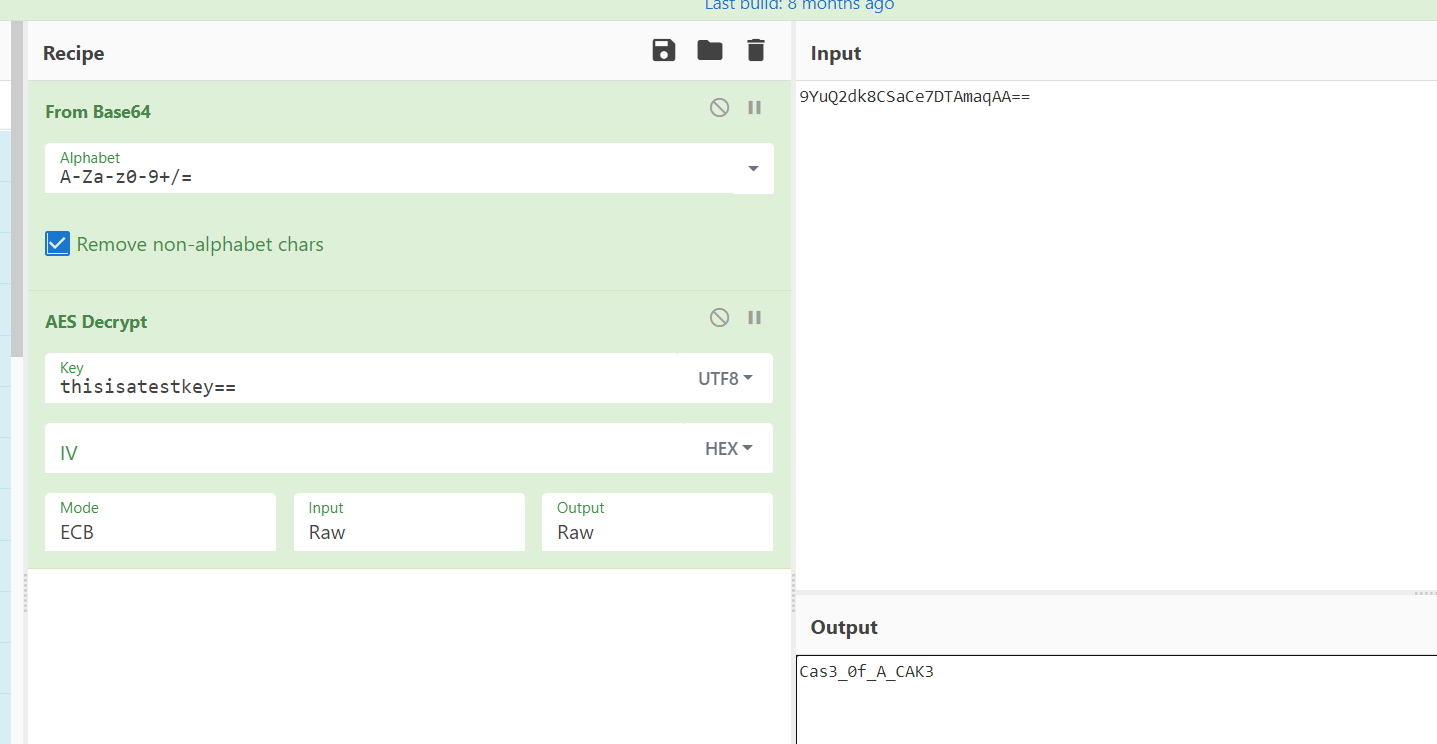 Last build: 8 months ago
Recipe
From Base64
Alphabet
A-Za-z0-9+/=
Remove non-alphabet chars
AES Decrypt
Key
thisisatestkey==
UTF8
IV
HEX
Mode
ECB
Input
Raw
Output
Raw
Input
9YuQ2dk8CSaCe7DTAmaqAA==
Output
Cas3_0f_A_CAK3